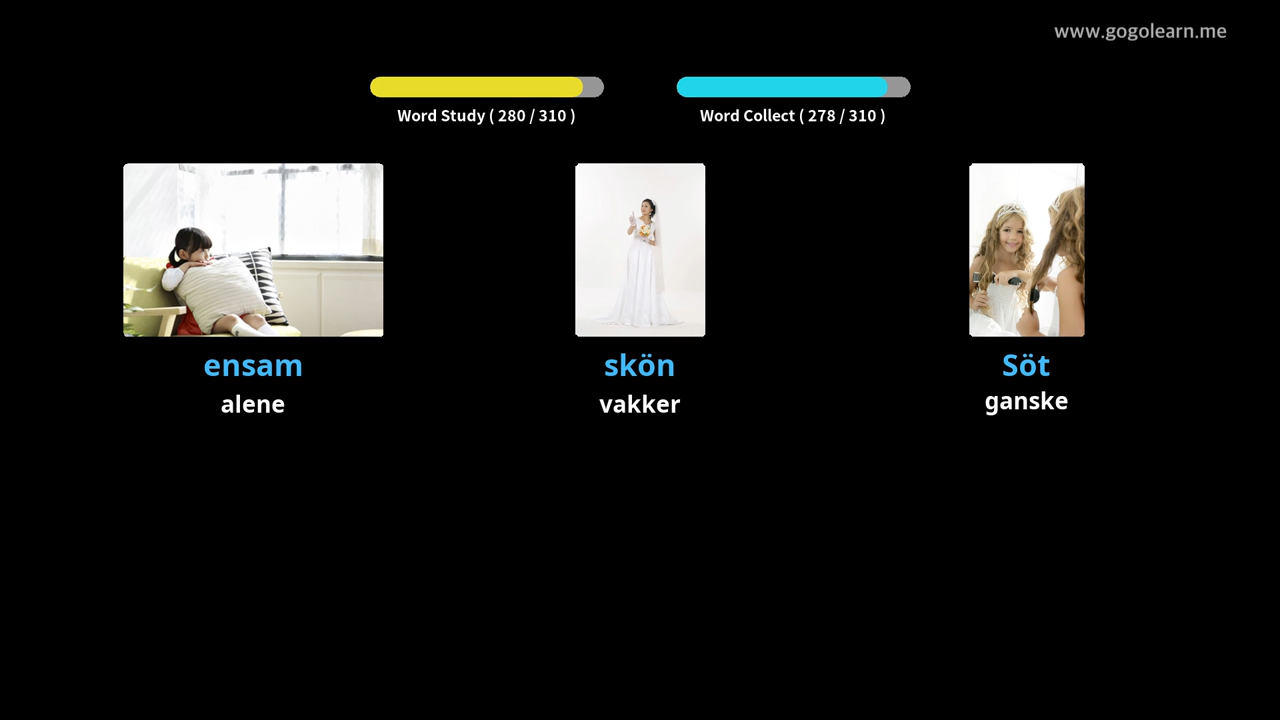 www.gogolearn.me
Word Study ( 280 / 310 )
Word Collect ( 278 / 310 )
ensam
alene
skön
vakker
Söt
ganske